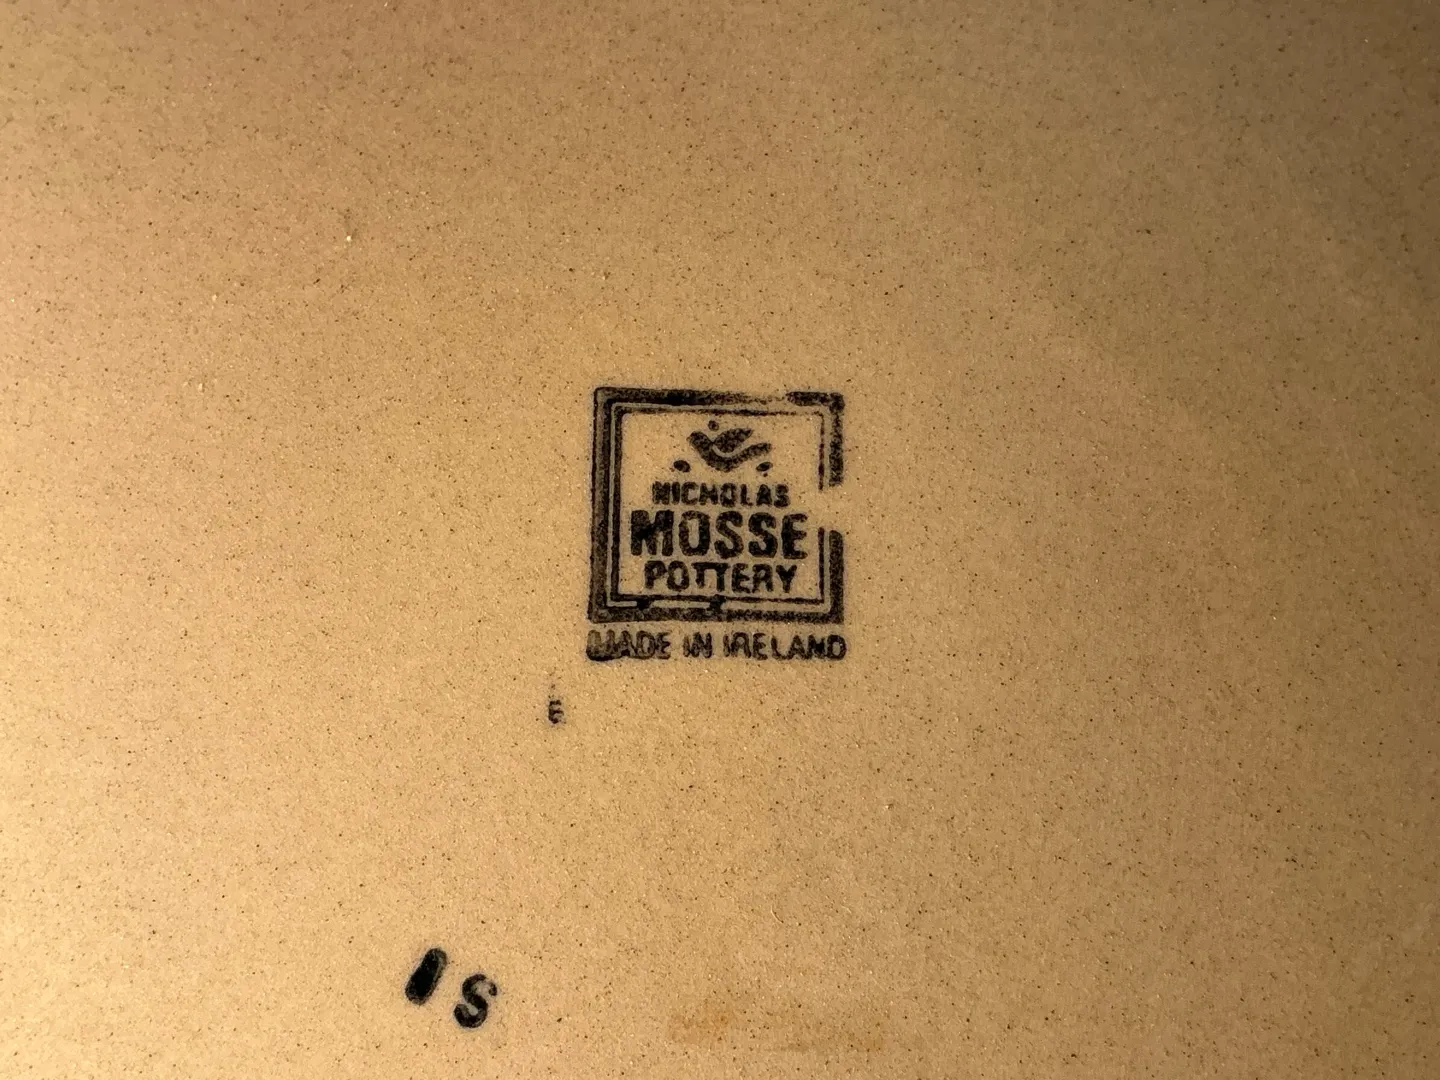 NICHOLAS
MOSSE
POTTERY
MADE IN IRELAND
S